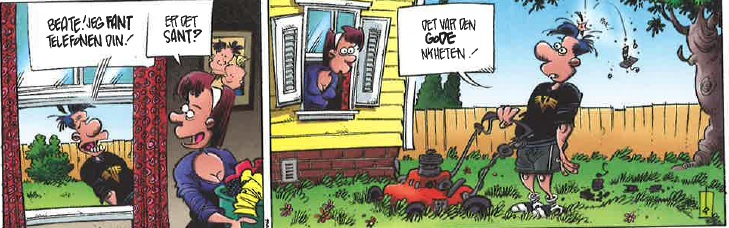 BEATE! JEG FANT
TELEFONEN DIN!
ER DET
SANT?
DET VAR DEN
GODE
NYHETEN!